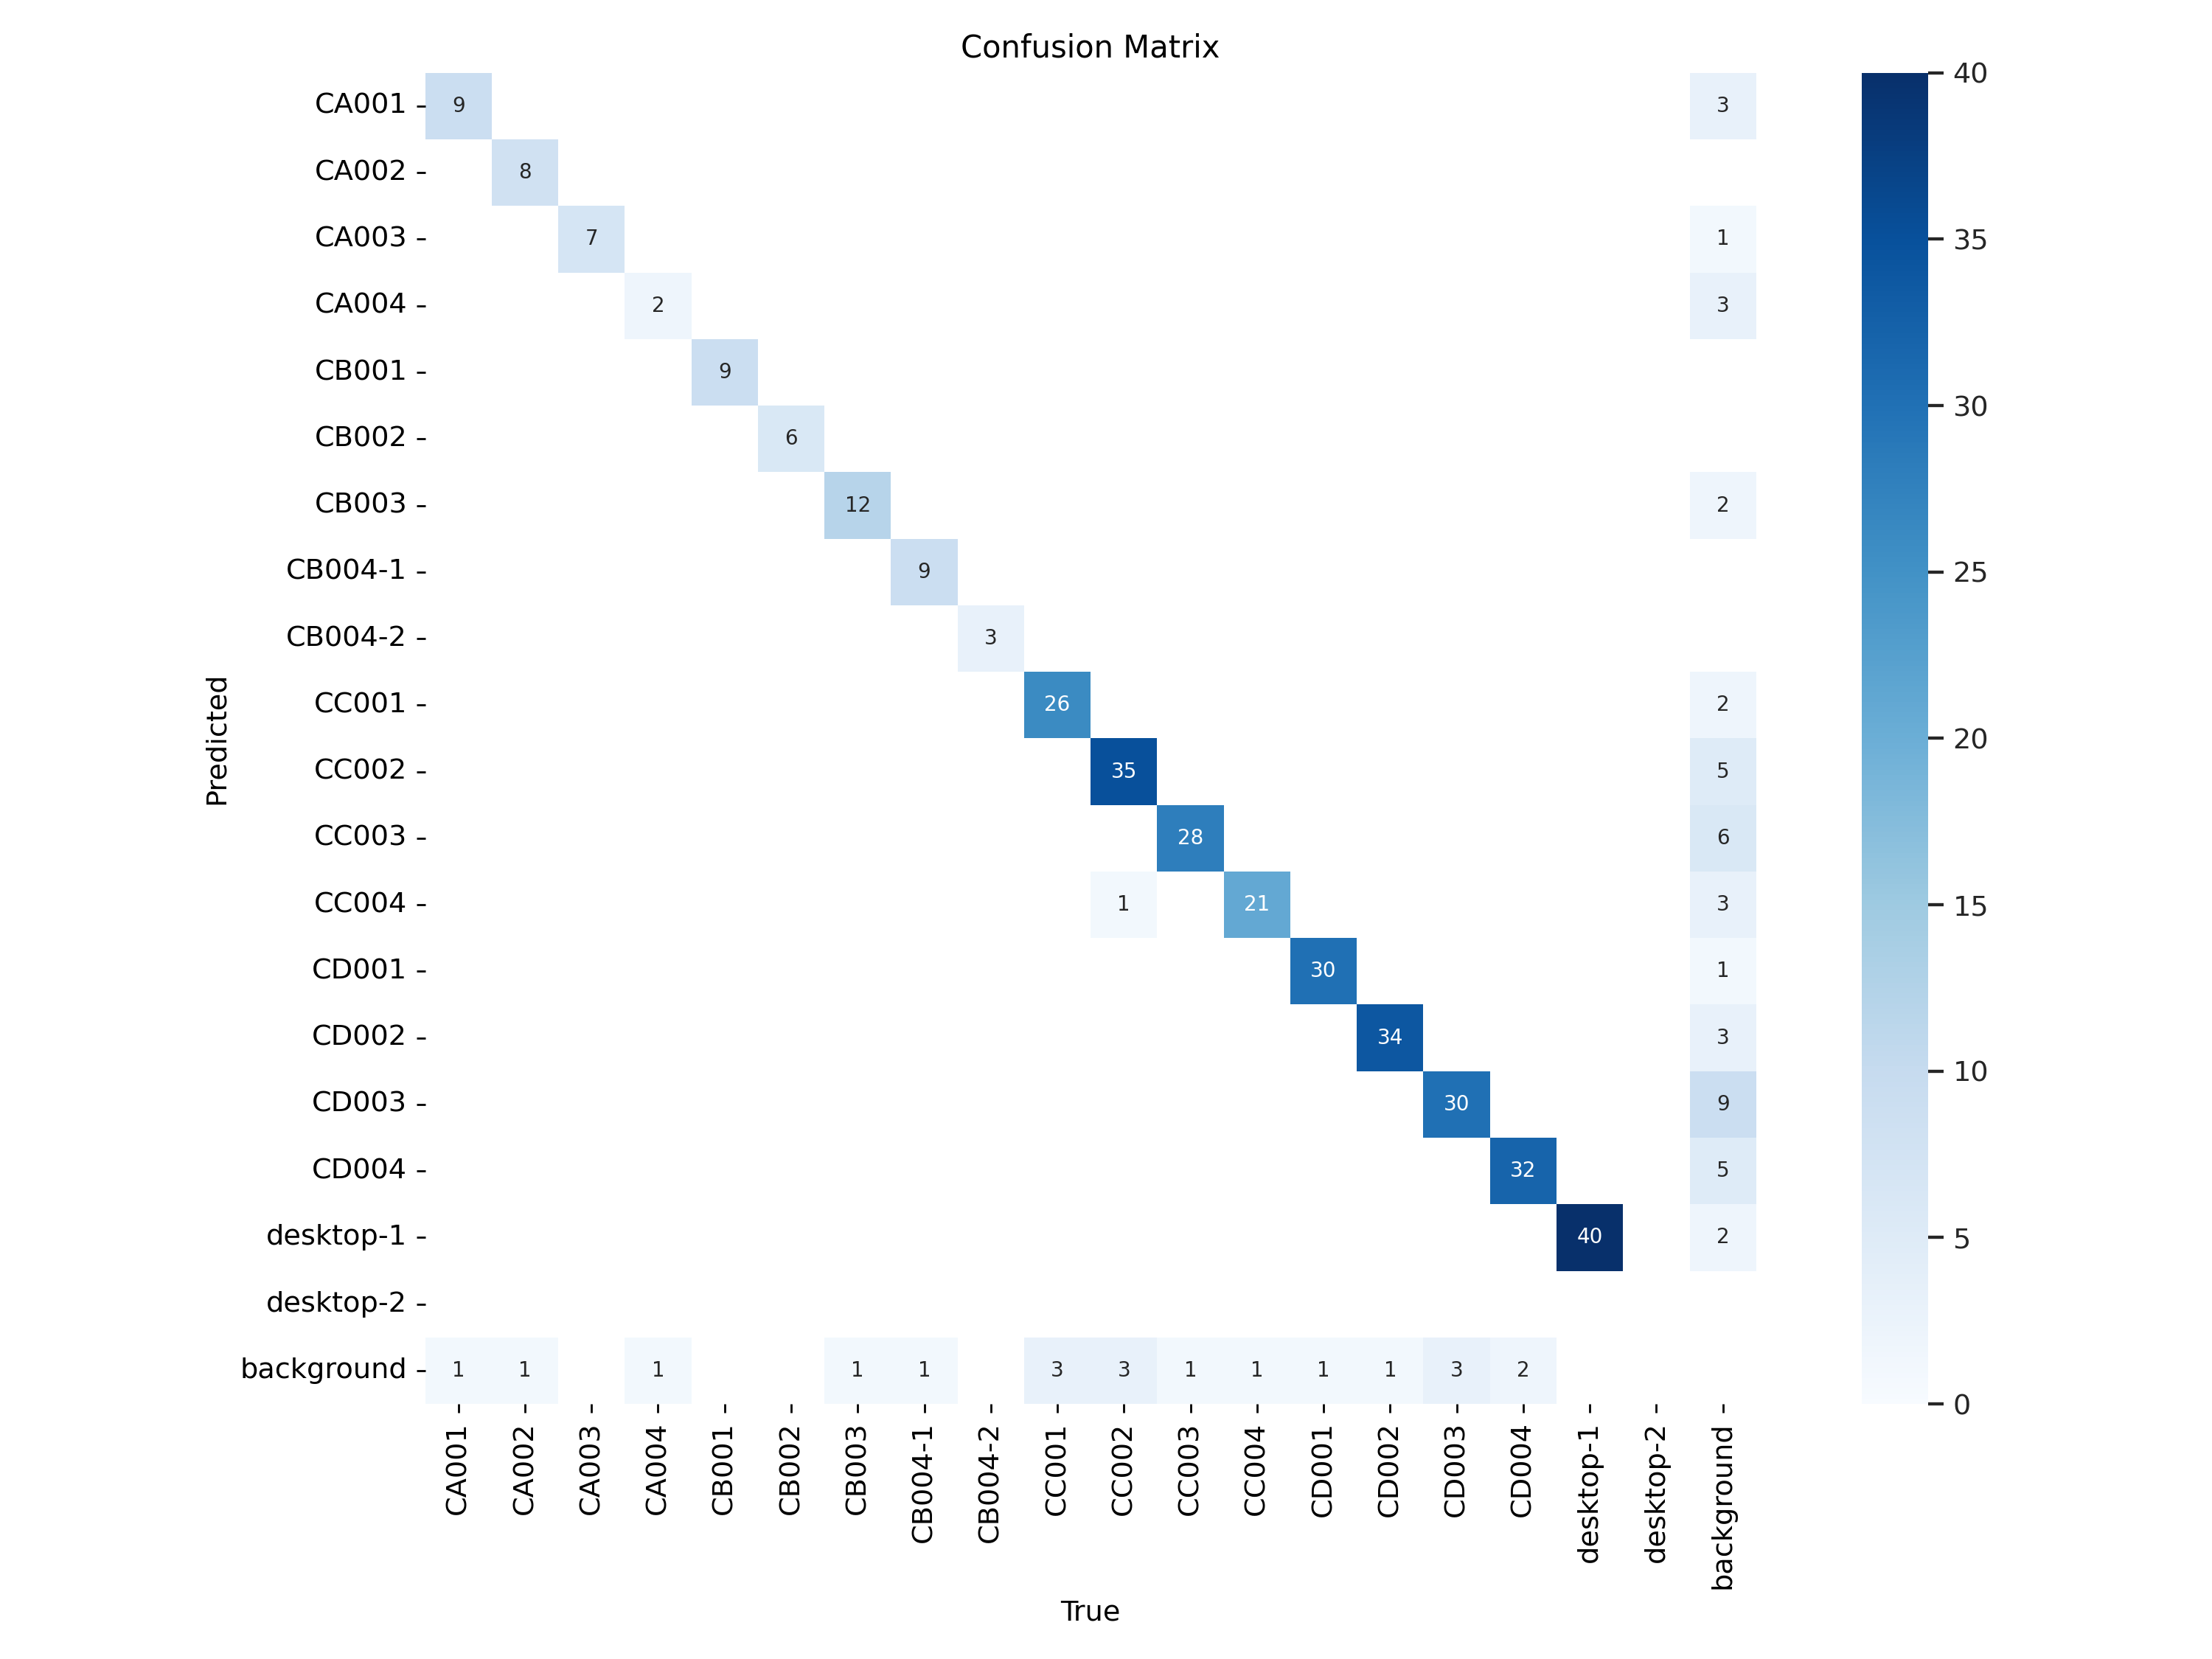 Confusion Matrix
CA001 9 3 40
CA002 8
CA003 7 1 35
CA004 2 3
CB001 9
CB002 6 30
CB003 12 2
CB004-1 9 25
CB004-2 3
Predicted
CC001 26 2
CC002 35 5 20
CC003 28 6
CC004 1 21 3 15
CD001 30 1
CD002 34 3
CD003 30 9 10
CD004 32 5
desktop-1 40 2 5
desktop-2
background 1 1 1 1 1 3 3 1 1 1 1 3 2
0
CA001 CA002 CA003 CA004 CB001 CB002 CB003 CB004-1 CB004-2 CC001 CC002 CC003 CC004 CD001 CD002 CD003 CD004 desktop-1 desktop-2 background
True